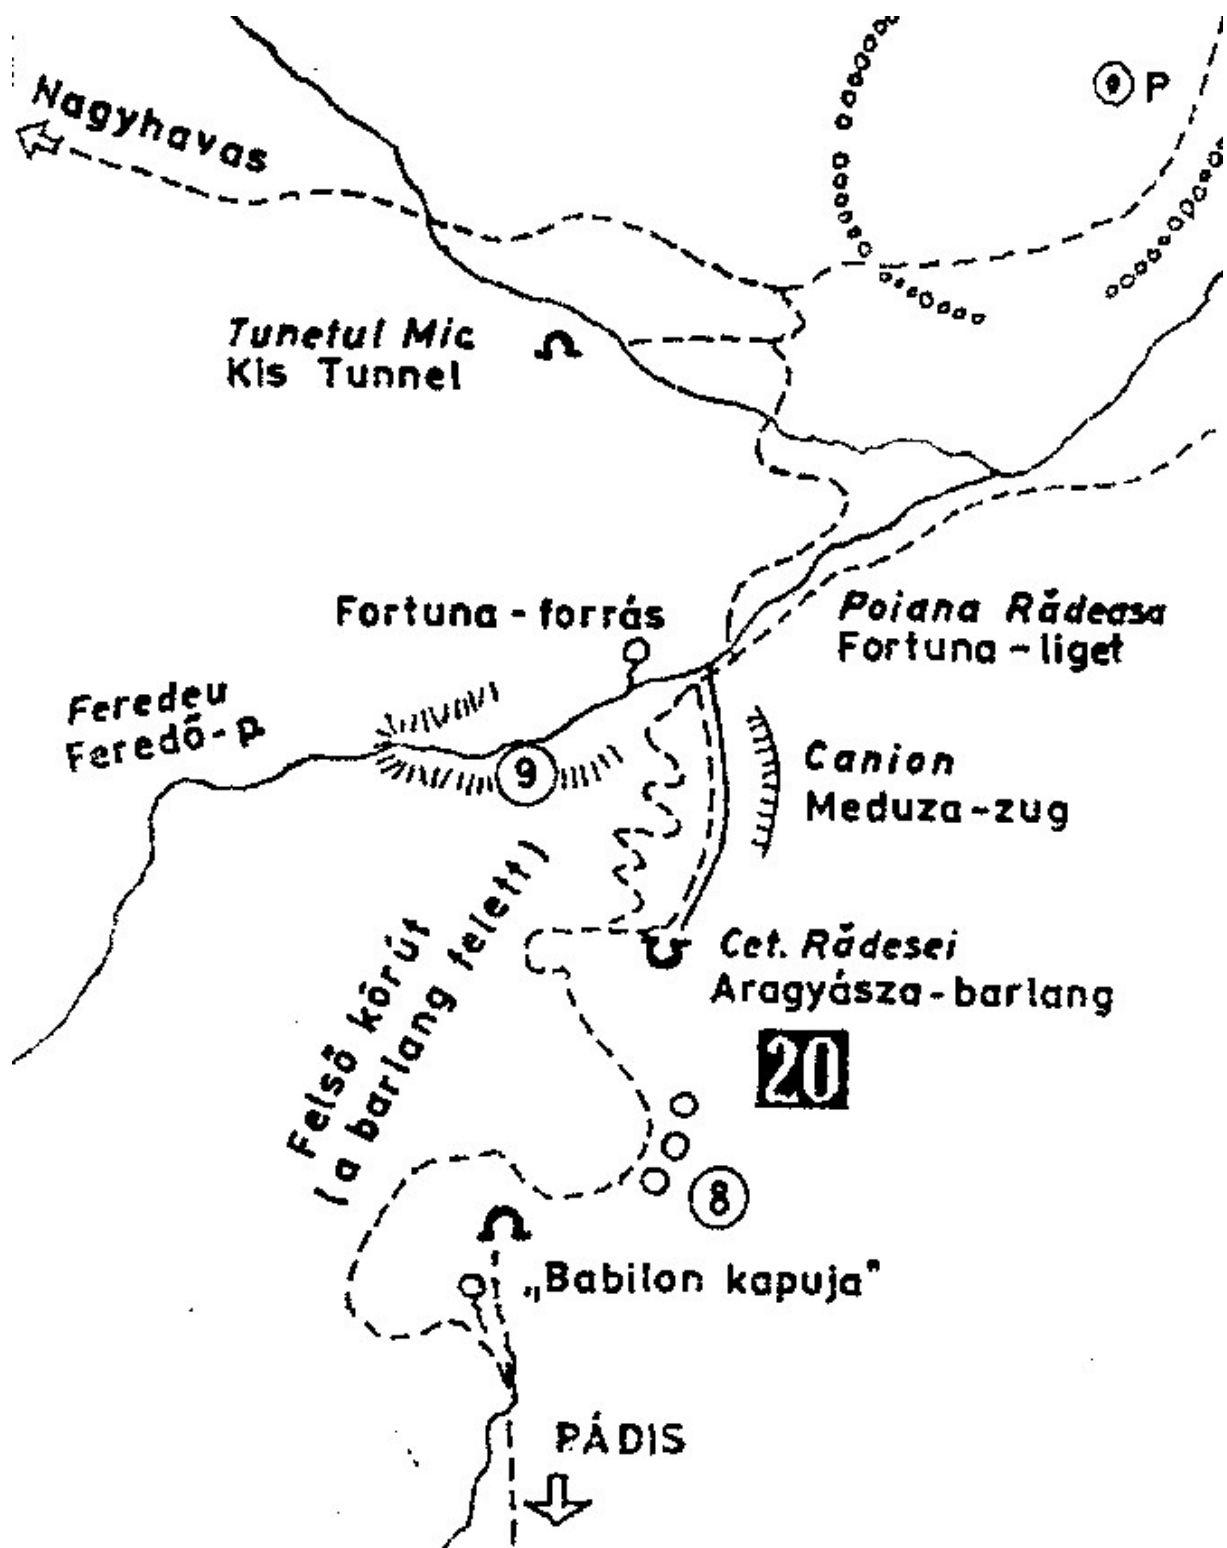 Nagyhavas
9 P
Tunetul Mic
Kis Tunnel
Fortuna - forrás
Poiana Rădeasa
Fortuna - liget
Feredeu
Feredő - p.
9
Canion
Meduza - zug
Cet. Rădesei
Aragyásza - barlang
20
Felső körút
(a barlang felett)
8
„Babilon kapuja”
PÁDIS